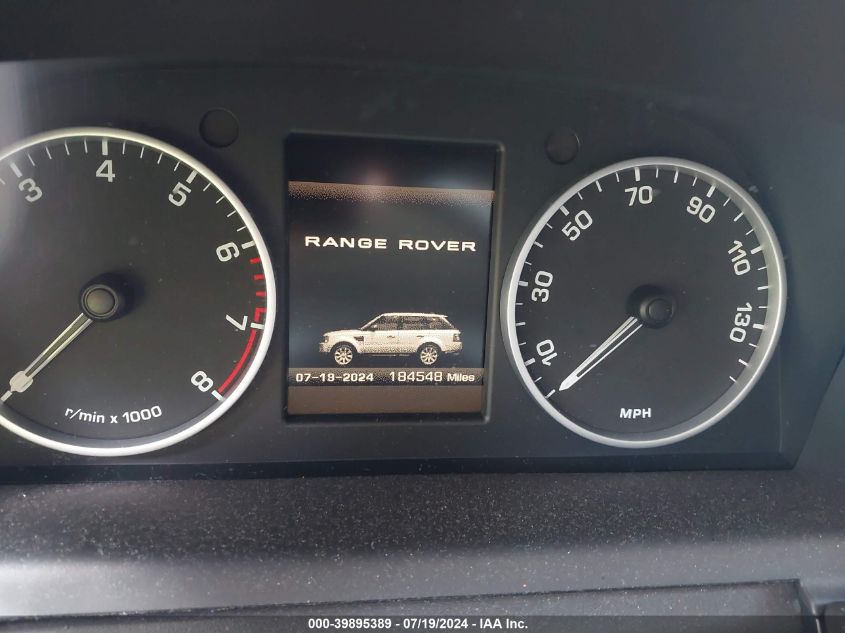 3 4 5 6 7 8
r/min x 1000
RANGE ROVER
07-19-2024 184548 Miles
10 30 50 70 90 110 130
MPH
000-39895389 - 07/19/2024 - IAA Inc.